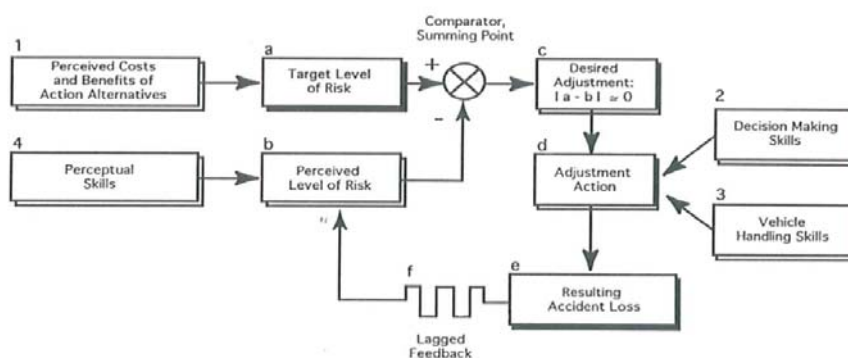 Comparator,
Summing Point
1
Perceived Costs
and Benefits of
Action Alternatives
a
Target Level
of Risk
+
-
c
Desired
Adjustment:
| a - b | ≃ 0
2
Decision Making
Skills
4
Perceptual
Skills
b
Perceived
Level of Risk
d
Adjustment
Action
3
Vehicle
Handling Skills
f
Lagged
Feedback
e
Resulting
Accident Loss